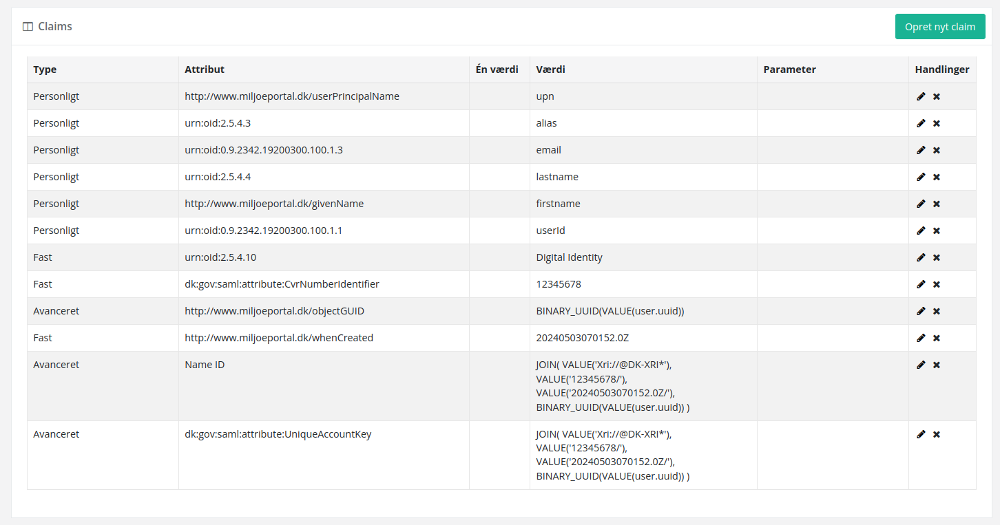 Claims
Opret nyt claim
Type Attribut Én værdi Værdi Parameter Handlinger
Personligt http://www.miljoeportal.dk/userPrincipalName upn
Personligt urn:oid:2.5.4.3 alias
Personligt urn:oid:0.9.2342.19200300.100.1.3 email
Personligt urn:oid:2.5.4.4 lastname
Personligt http://www.miljoeportal.dk/givenName firstname
Personligt urn:oid:0.9.2342.19200300.100.1.1 userId
Fast urn:oid:2.5.4.10 Digital Identity
Fast dk:gov:saml:attribute:CvrNumberIdentifier 12345678
Avanceret http://www.miljoeportal.dk/objectGUID BINARY_UUID(VALUE(user.uuid))
Fast http://www.miljoeportal.dk/whenCreated 20240503070152.0Z
Avanceret Name ID JOIN( VALUE('Xri://@DK-XRI*'),
VALUE('12345678/'),
VALUE('20240503070152.0Z/'),
BINARY_UUID(VALUE(user.uuid)) )
Avanceret dk:gov:saml:attribute:UniqueAccountKey JOIN( VALUE('Xri://@DK-XRI*'),
VALUE('12345678/'),
VALUE('20240503070152.0Z/'),
BINARY_UUID(VALUE(user.uuid)) )